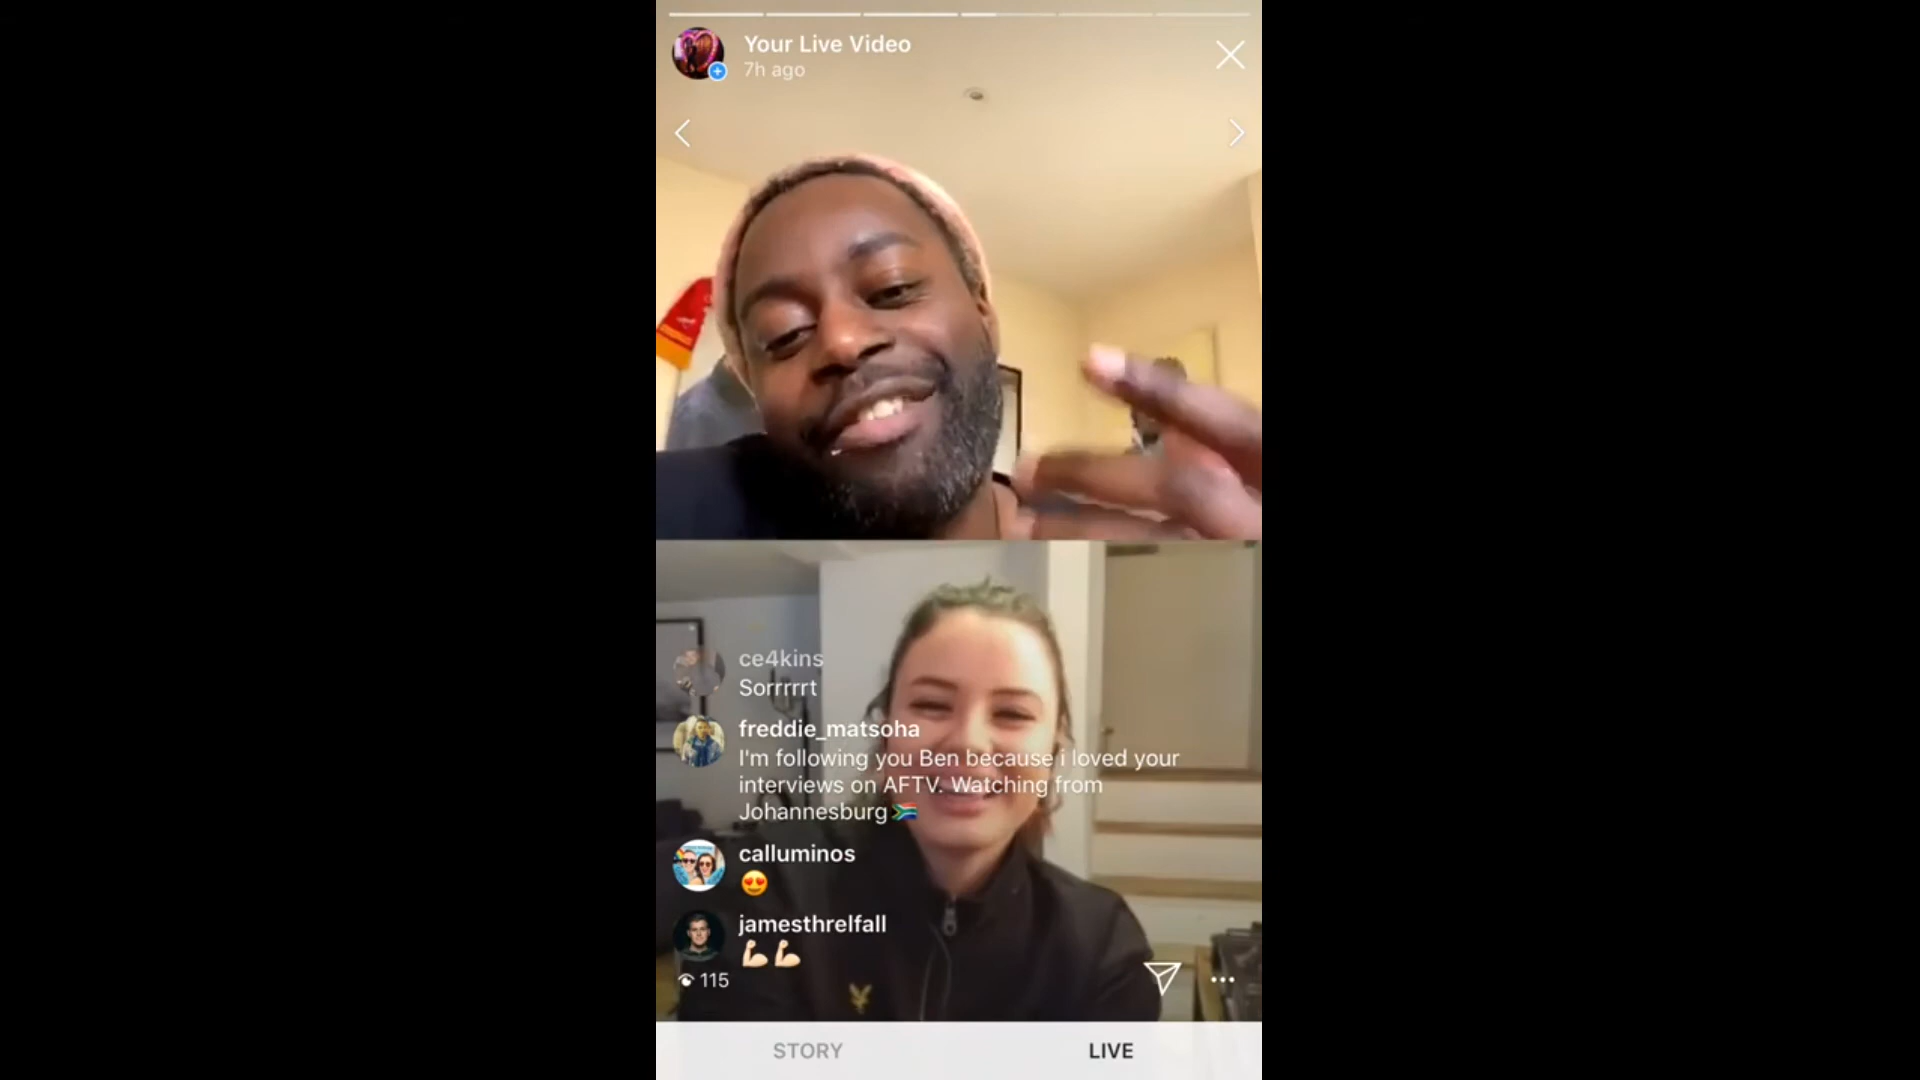 Your Live Video
7h ago
ce4kins
Sorrrrrt
freddie_matsoha
I'm following you Ben because i loved your
interviews on AFTV. Watching from
Johannesburg🇿🇦
calluminos
😍
jamesthrelfall
💪🏻💪🏻
115
STORY
LIVE